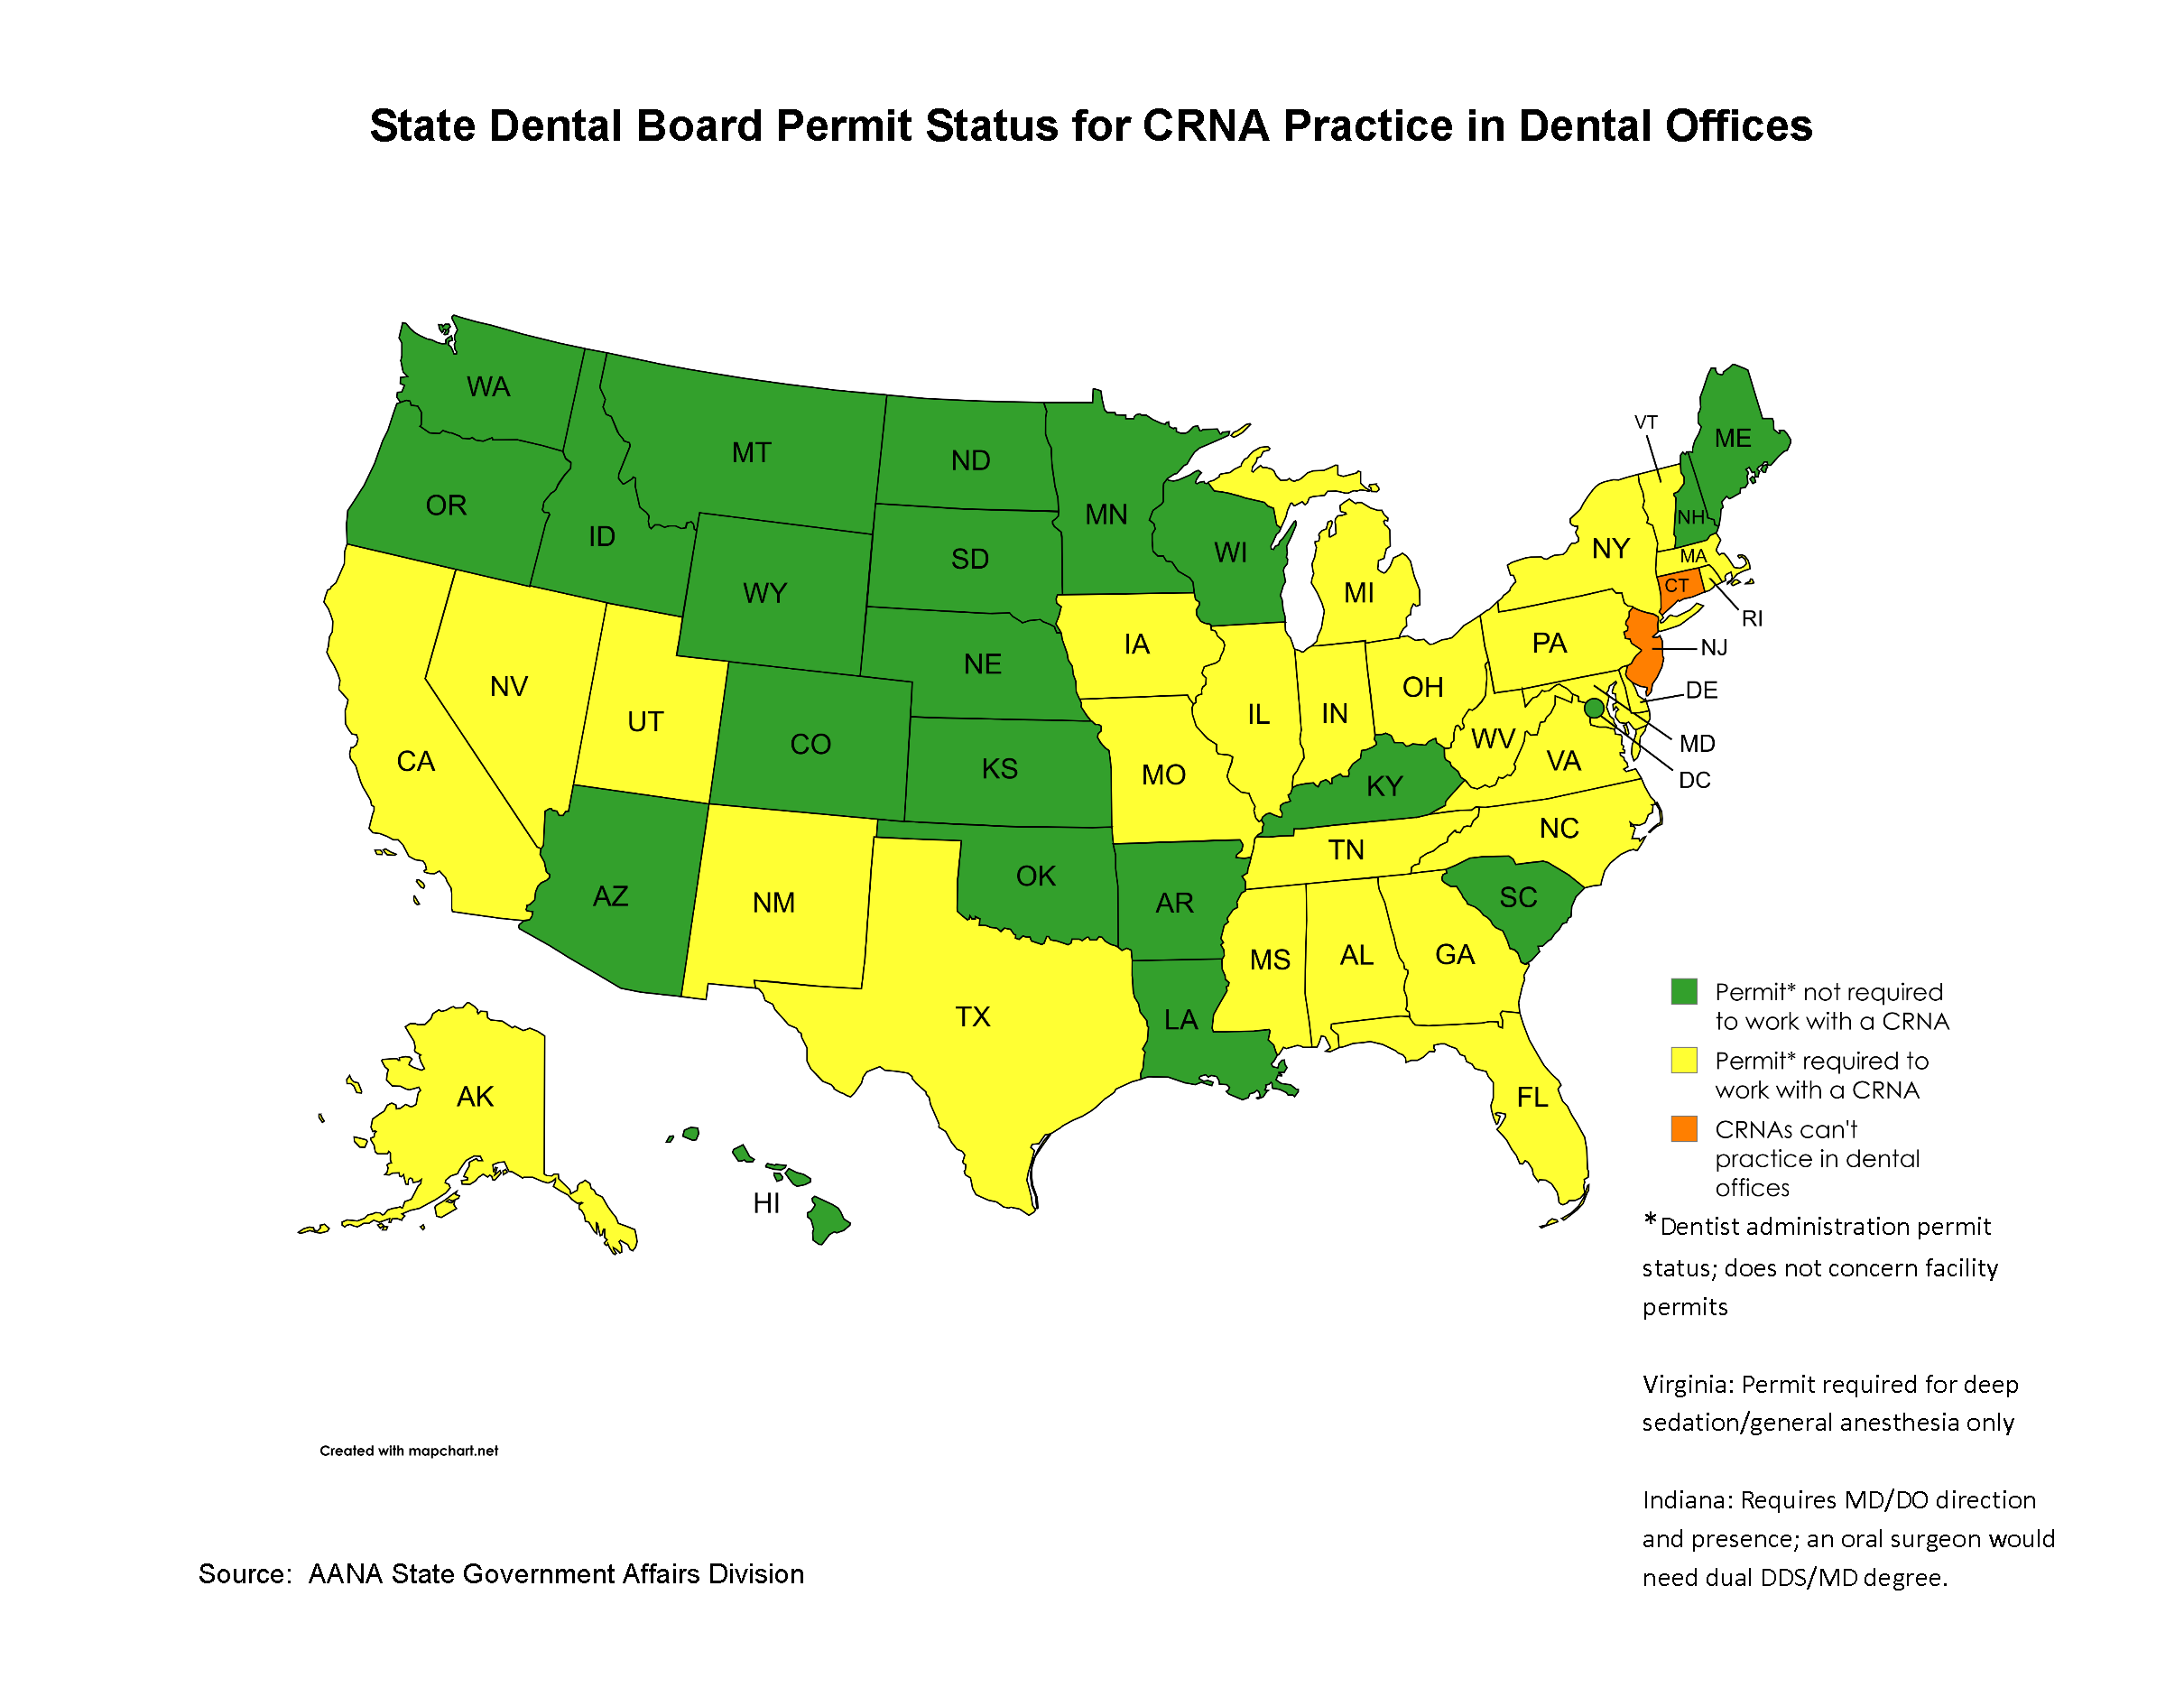 State Dental Board Permit Status for CRNA Practice in Dental Offices
WA
MT
ND
MN
OR
ID
SD
WI
WY
MI
VT
ME
NH
NY
MA
CT
RI
NE
IA
PA
NJ
NV
UT
CO
IL
IN
OH
DE
WV
MD
VA
DC
CA
KS
MO
KY
NC
TN
AZ
NM
OK
AR
SC
MS
AL
GA
TX
LA
FL
AK
HI
Permit* not required
to work with a CRNA
Permit* required to
work with a CRNA
CRNAs can't
practice in dental
offices
*Dentist administration permit
status; does not concern facility
permits
Virginia: Permit required for deep
sedation/general anesthesia only
Indiana: Requires MD/DO direction
and presence; an oral surgeon would
need dual DDS/MD degree.
Created with mapchart.net
Source: AANA State Government Affairs Division